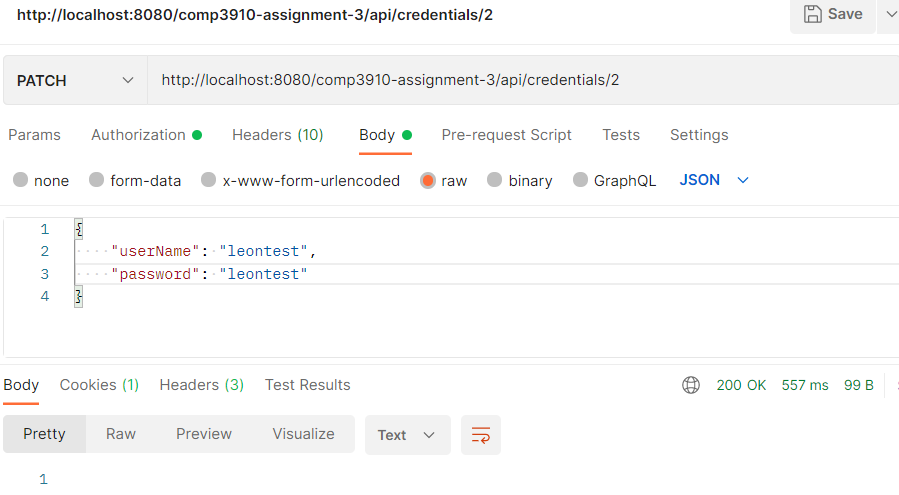 http://localhost:8080/comp3910-assignment-3/api/credentials/2 Save
PATCH http://localhost:8080/comp3910-assignment-3/api/credentials/2
Params Authorization Headers (10) Body Pre-request Script Tests Settings
none form-data x-www-form-urlencoded raw binary GraphQL JSON
1 {
2 "userName": "leontest",
3 "password": "leontest"
4 }
Body Cookies (1) Headers (3) Test Results 200 OK 557 ms 99 B
Pretty Raw Preview Visualize Text
1